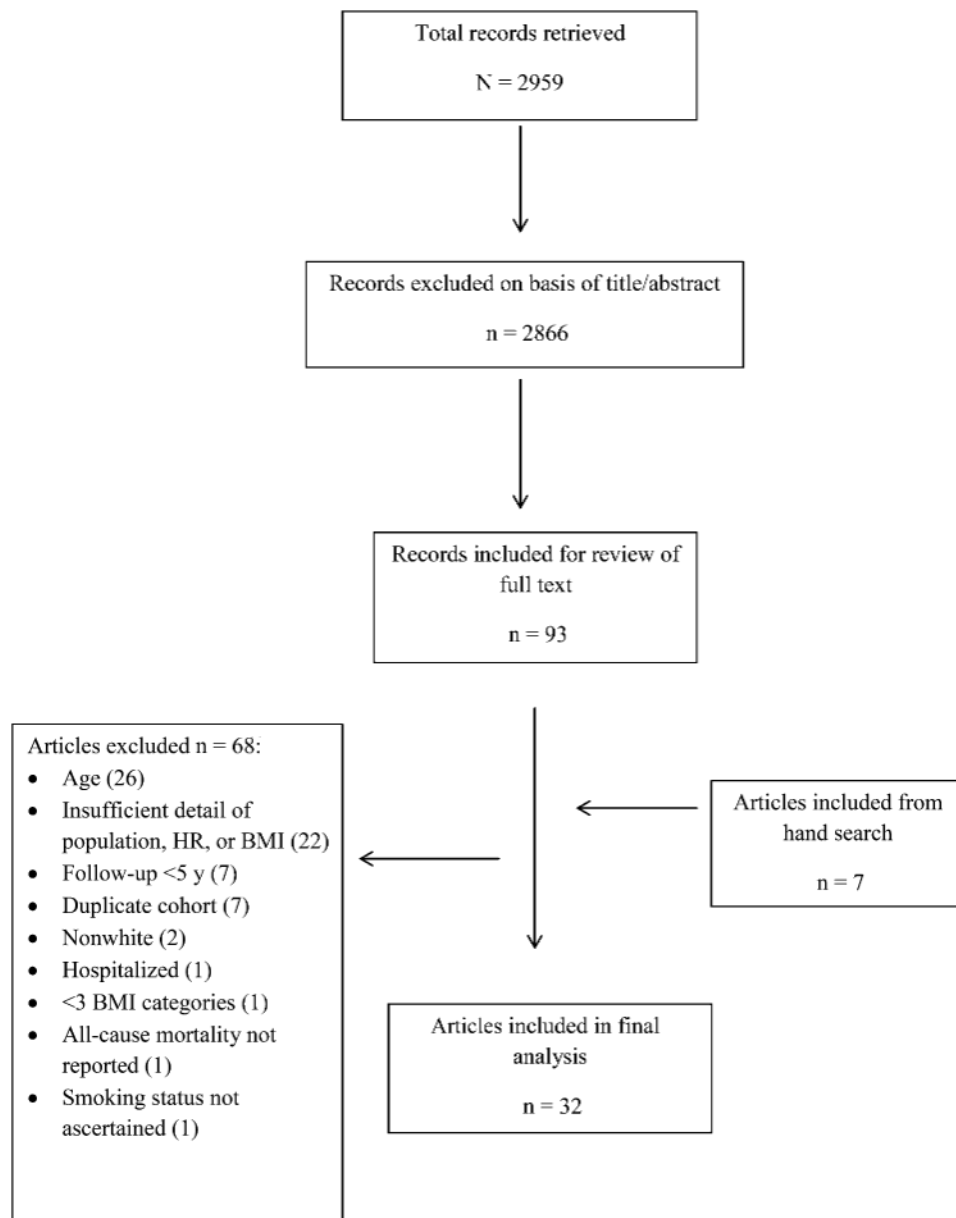 Total records retrieved
N = 2959
Records excluded on basis of title/abstract
n = 2866
Records included for review of
full text
n = 93
Articles excluded n = 68:
• Age (26)
• Insufficient detail of
population, HR, or BMI (22)
• Follow-up <5 y (7)
• Duplicate cohort (7)
• Nonwhite (2)
• Hospitalized (1)
• <3 BMI categories (1)
• All-cause mortality not
reported (1)
• Smoking status not
ascertained (1)
Articles included from
hand search
n = 7
Articles included in final
analysis
n = 32